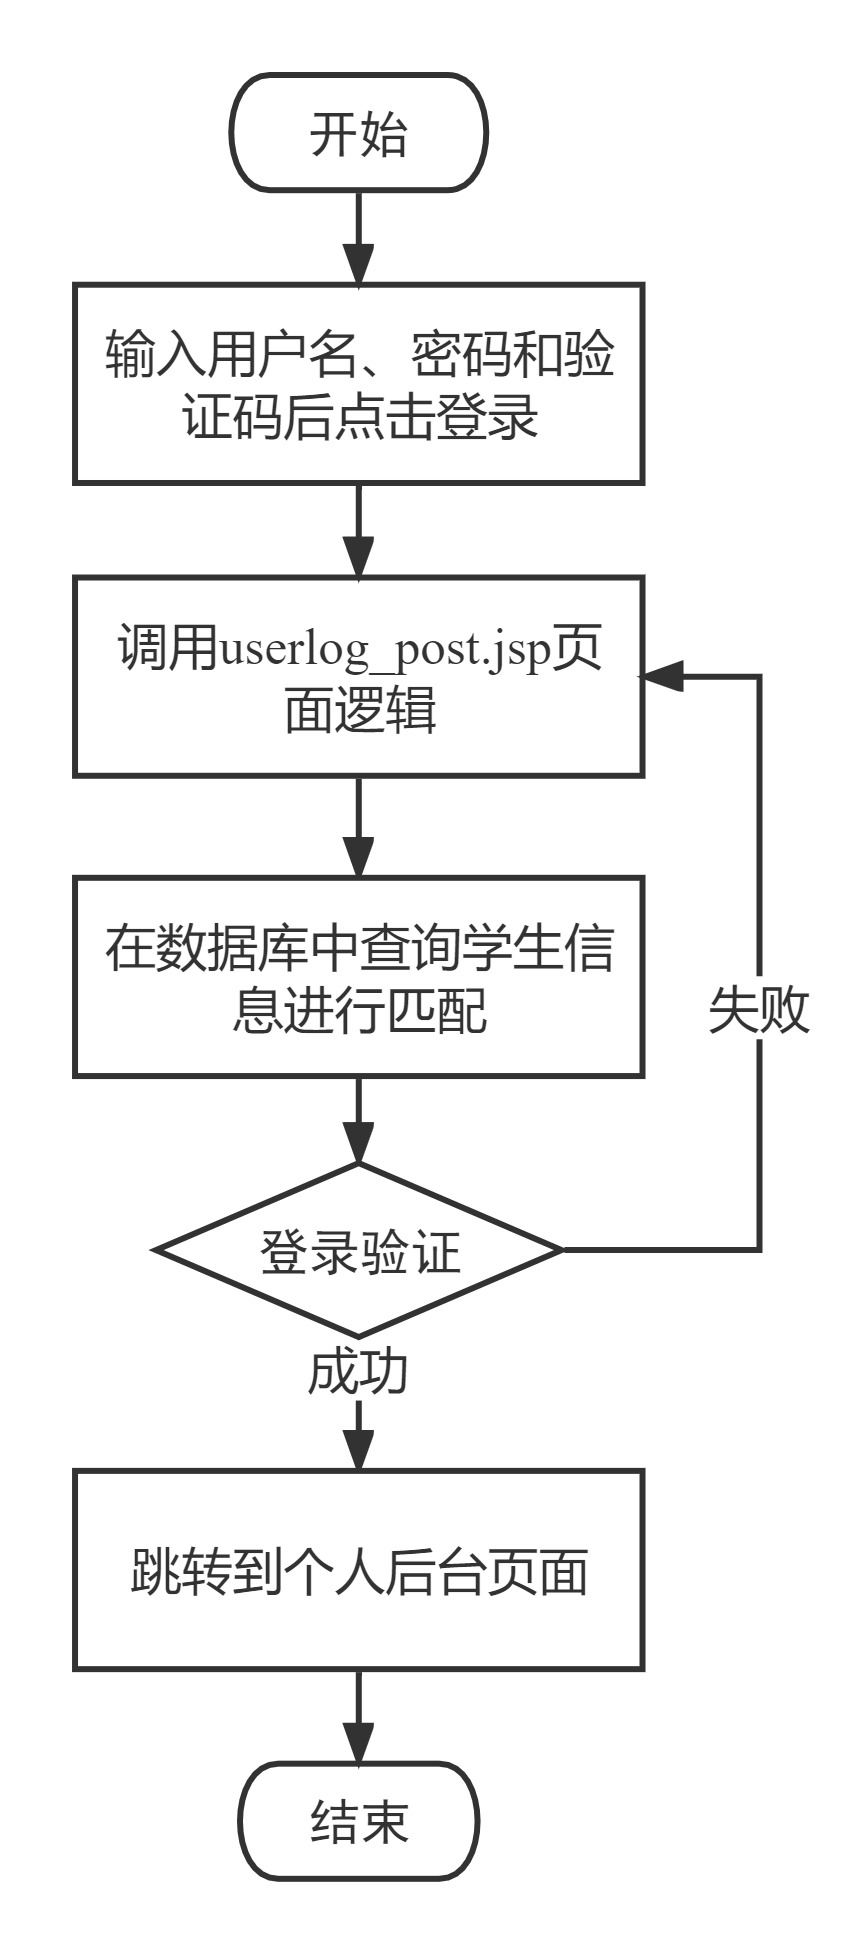 开始
输入用户名、密码和验
证码后点击登录
调用userlog_post.jsp页
面逻辑
在数据库中查询学生信
息进行匹配
失败
登录验证
成功
跳转到个人后台页面
结束